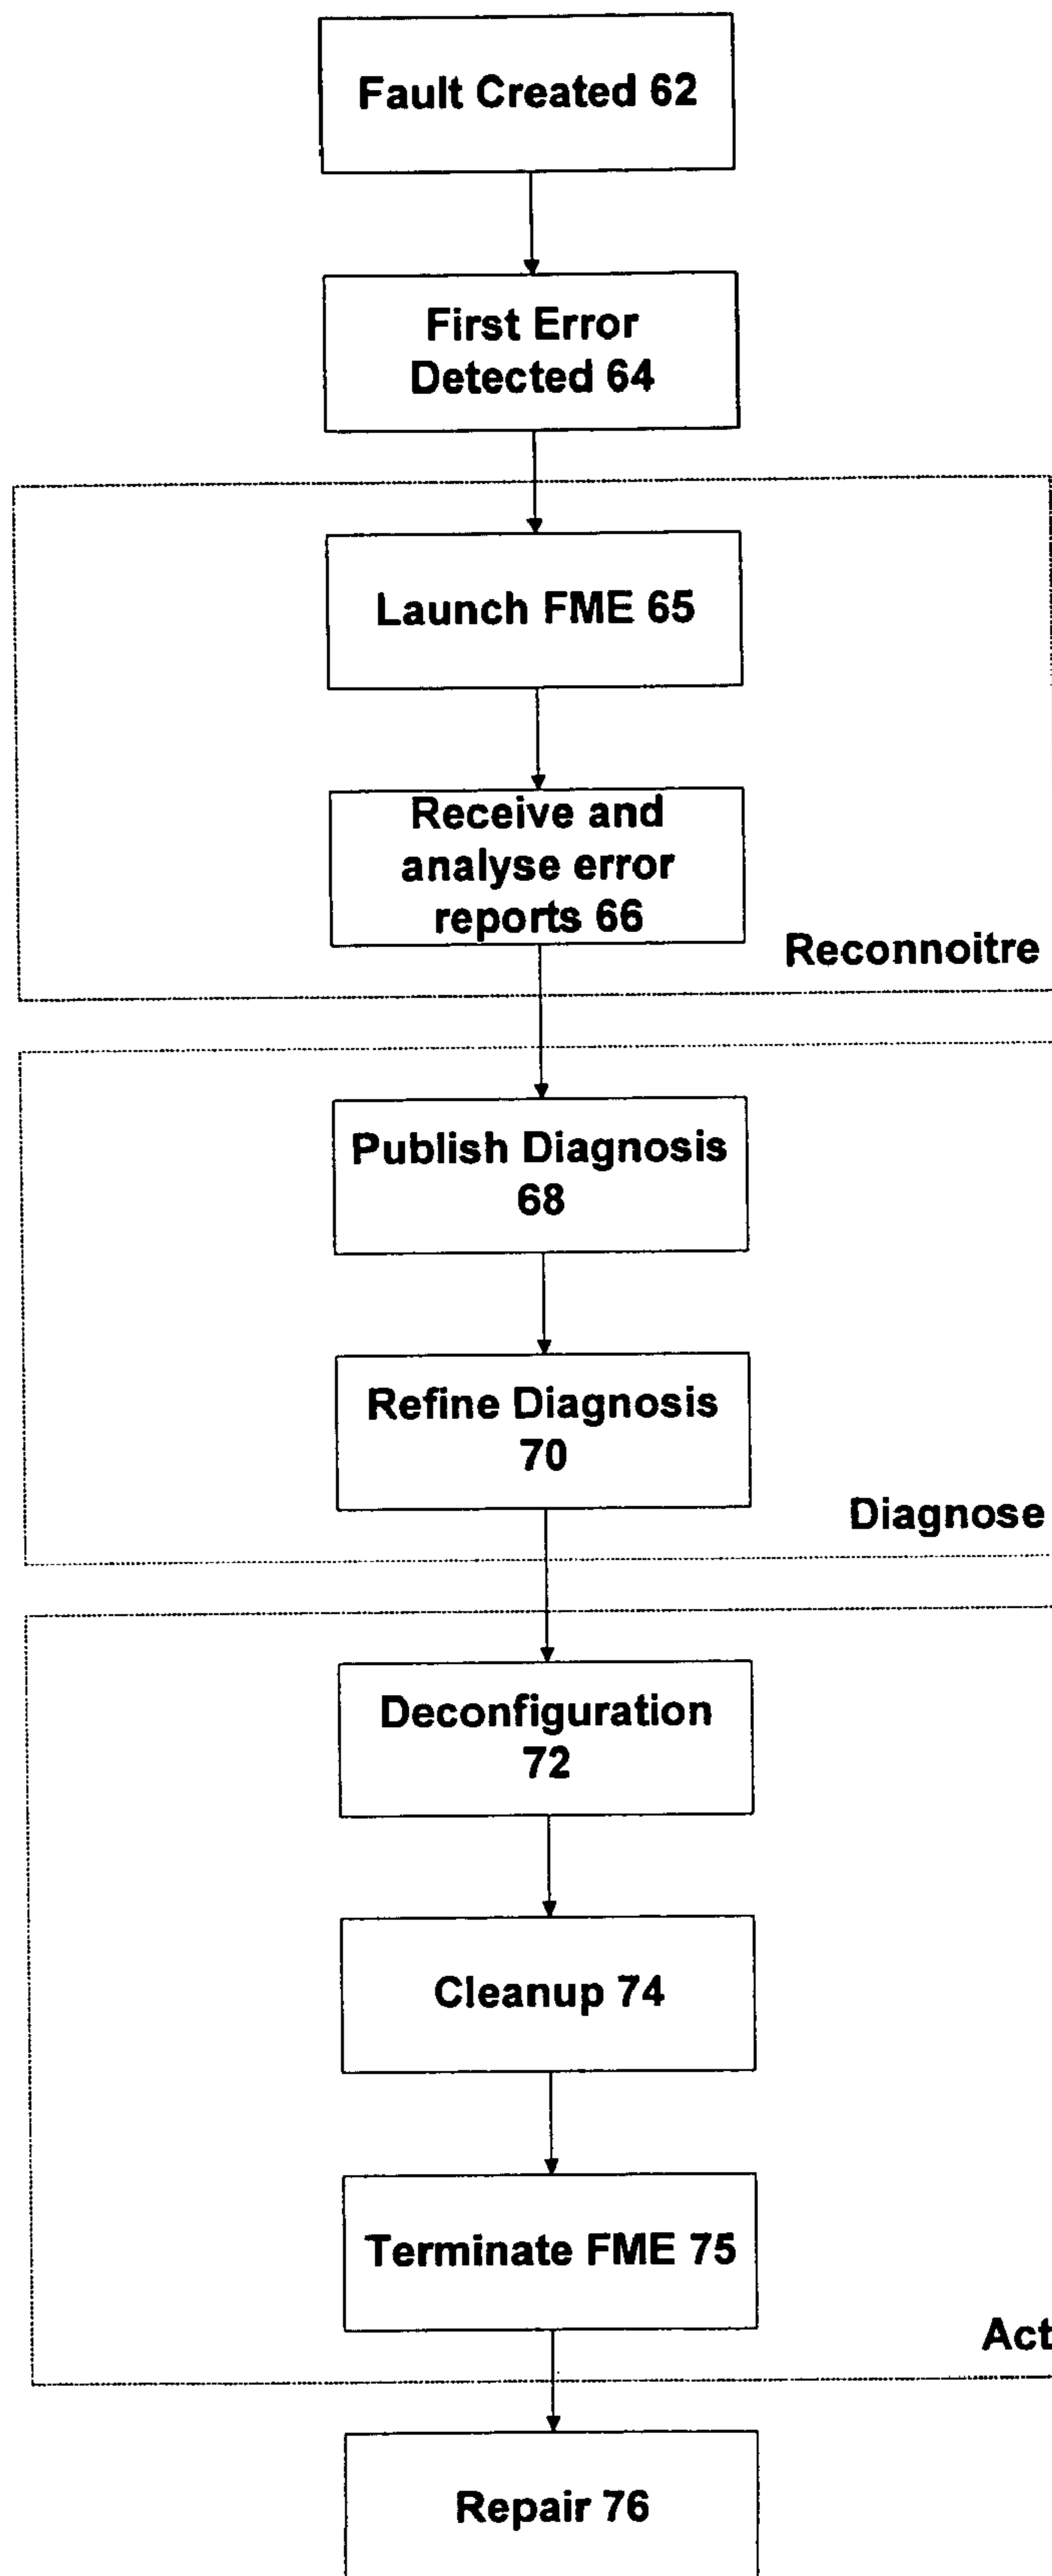 Fault Created 62
First Error
Detected 64
Launch FME 65
Receive and
analyse error
reports 66
Reconnoitre
Publish Diagnosis
68
Refine Diagnosis
70
Diagnose
Deconfiguration
72
Cleanup 74
Terminate FME 75
Act
Repair 76